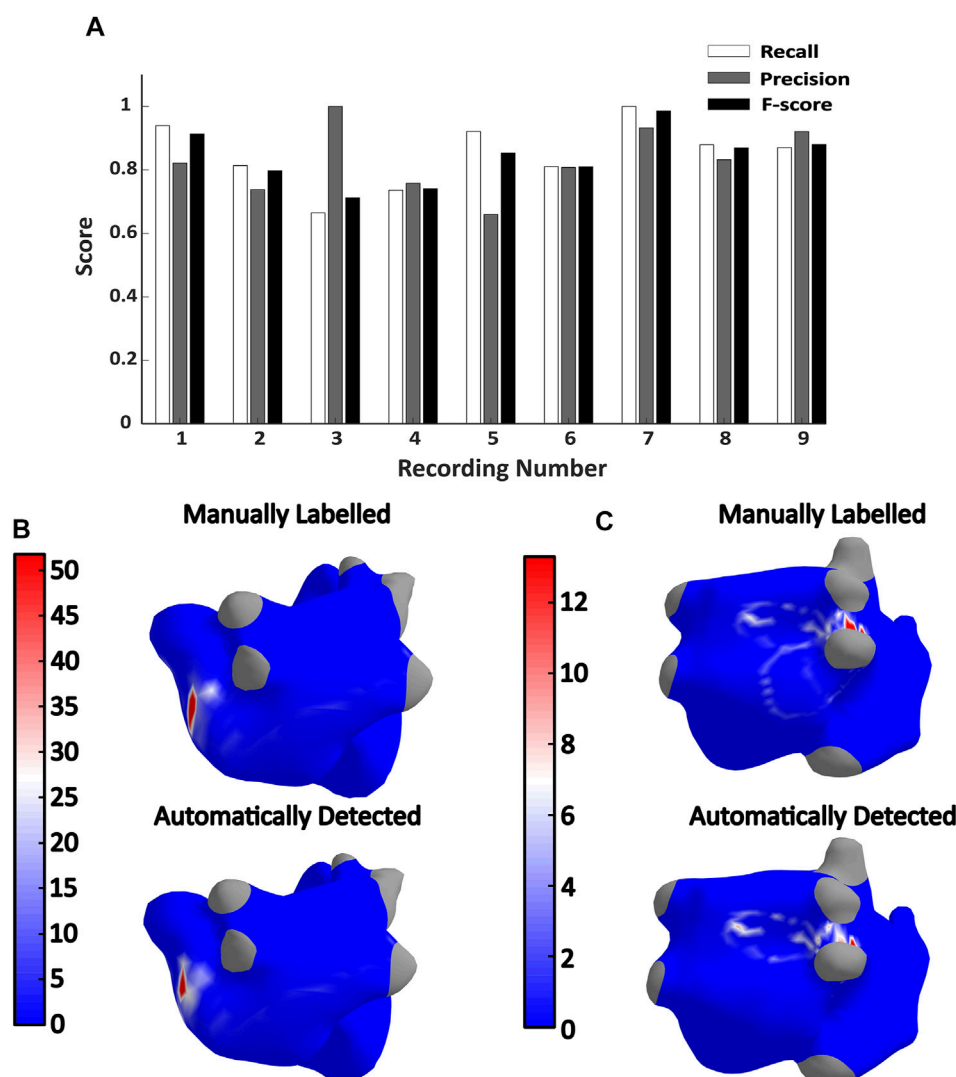 A
Recall
Precision
F-score
1
0.8
0.6
0.4
0.2
0
Score
1 2 3 4 5 6 7 8 9
Recording Number
B
Manually Labelled
50
45
40
35
30
25
20
15
10
5
0
Automatically Detected
C
Manually Labelled
12
10
8
6
4
2
0
Automatically Detected